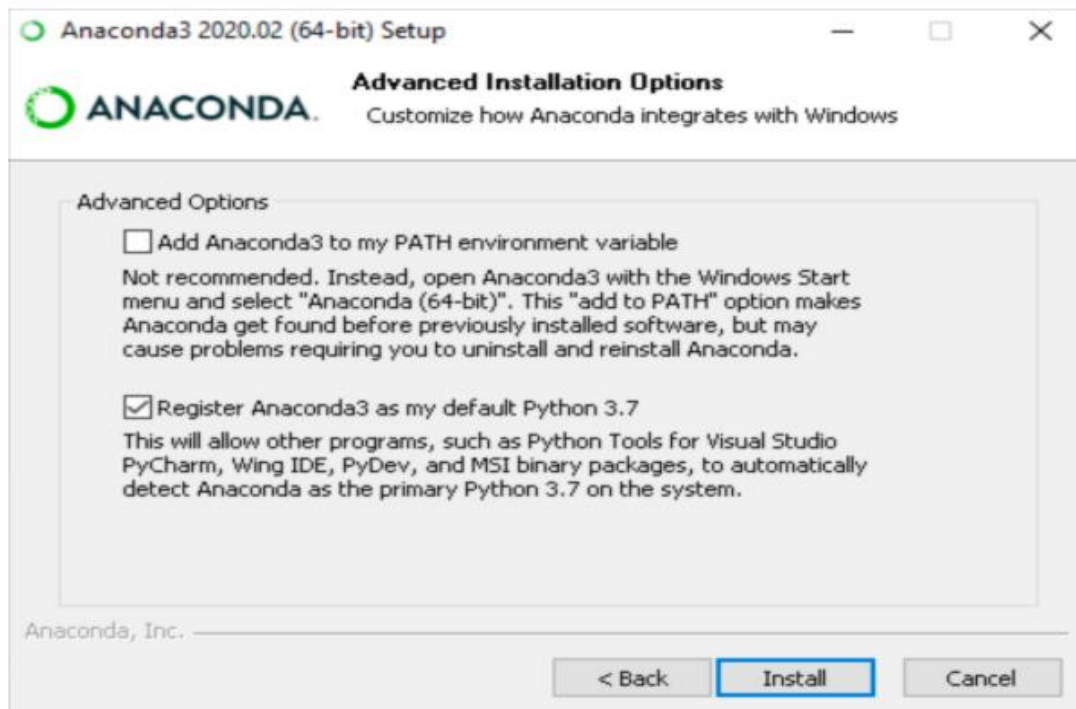 Anaconda3 2020.02 (64-bit) Setup
ANACONDA.
Advanced Installation Options
Customize how Anaconda integrates with Windows
Advanced Options
Add Anaconda3 to my PATH environment variable
Not recommended. Instead, open Anaconda3 with the Windows Start
menu and select "Anaconda (64-bit)". This "add to PATH" option makes
Anaconda get found before previously installed software, but may
cause problems requiring you to uninstall and reinstall Anaconda.
Register Anaconda3 as my default Python 3.7
This will allow other programs, such as Python Tools for Visual Studio
PyCharm, Wing IDE, PyDev, and MSI binary packages, to automatically
detect Anaconda as the primary Python 3.7 on the system.
Anaconda, Inc.
< Back
Install
Cancel